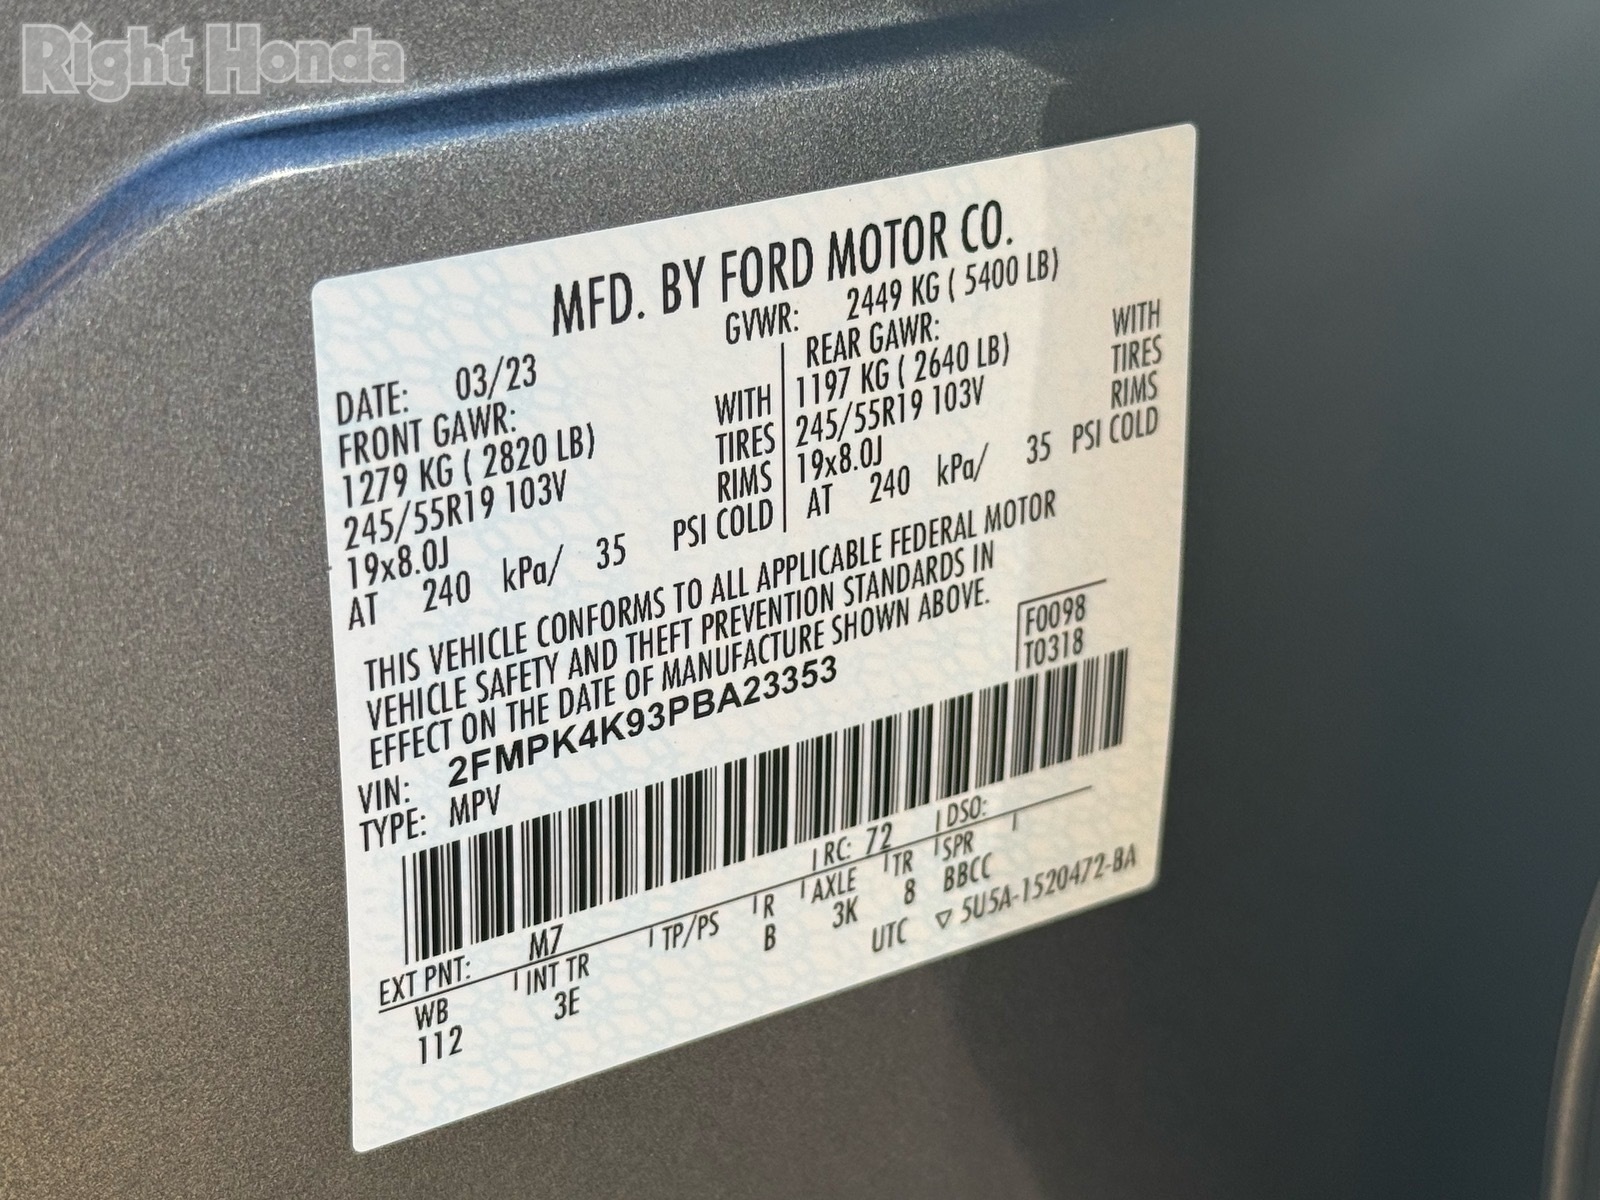 Right Honda
MFD. BY FORD MOTOR CO.
DATE: 03/23 GVWR: 2449 KG ( 5400 LB)
FRONT GAWR: REAR GAWR:
1279 KG ( 2820 LB) WITH 1197 KG ( 2640 LB) WITH
245/55R19 103V TIRES 245/55R19 103V TIRES
19x8.0J RIMS 19x8.0J RIMS
AT 240 kPa/ 35 PSI COLD AT 240 kPa/ 35 PSI COLD
THIS VEHICLE CONFORMS TO ALL APPLICABLE FEDERAL MOTOR
VEHICLE SAFETY AND THEFT PREVENTION STANDARDS IN
EFFECT ON THE DATE OF MANUFACTURE SHOWN ABOVE.
F0098
T0318
VIN: 2FMPK4K93PBA23353
TYPE: MPV
EXT PNT: M7 RC: 72 DSO:
WB INT TR TP/PS R AXLE TR SPR
112 3E B 3K 8 BBCC
UTC ▽ 5U5A-1520472-BA